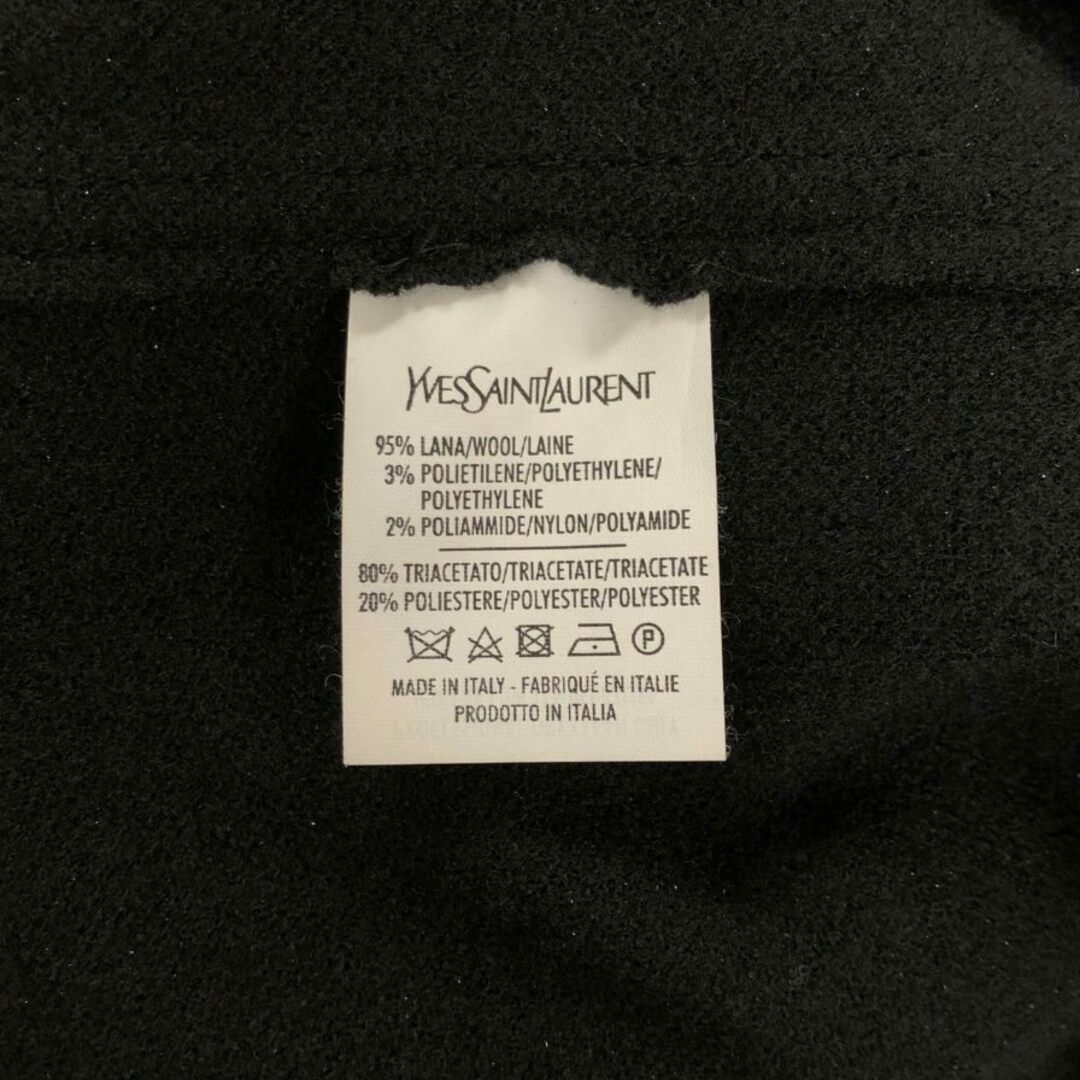 YVESSAINTLAURENT
95% LANA/WOOL/LAINE
3% POLIETILENE/POLYETHYLENE/
POLYETHYLENE
2% POLIAMMIDE/NYLON/POLYAMIDE
80% TRIACETATO/TRIACETATE/TRIACETATE
20% POLIESTERE/POLYESTER/POLYESTER
P
MADE IN ITALY - FABRIQUÉ EN ITALIE
PRODOTTO IN ITALIA